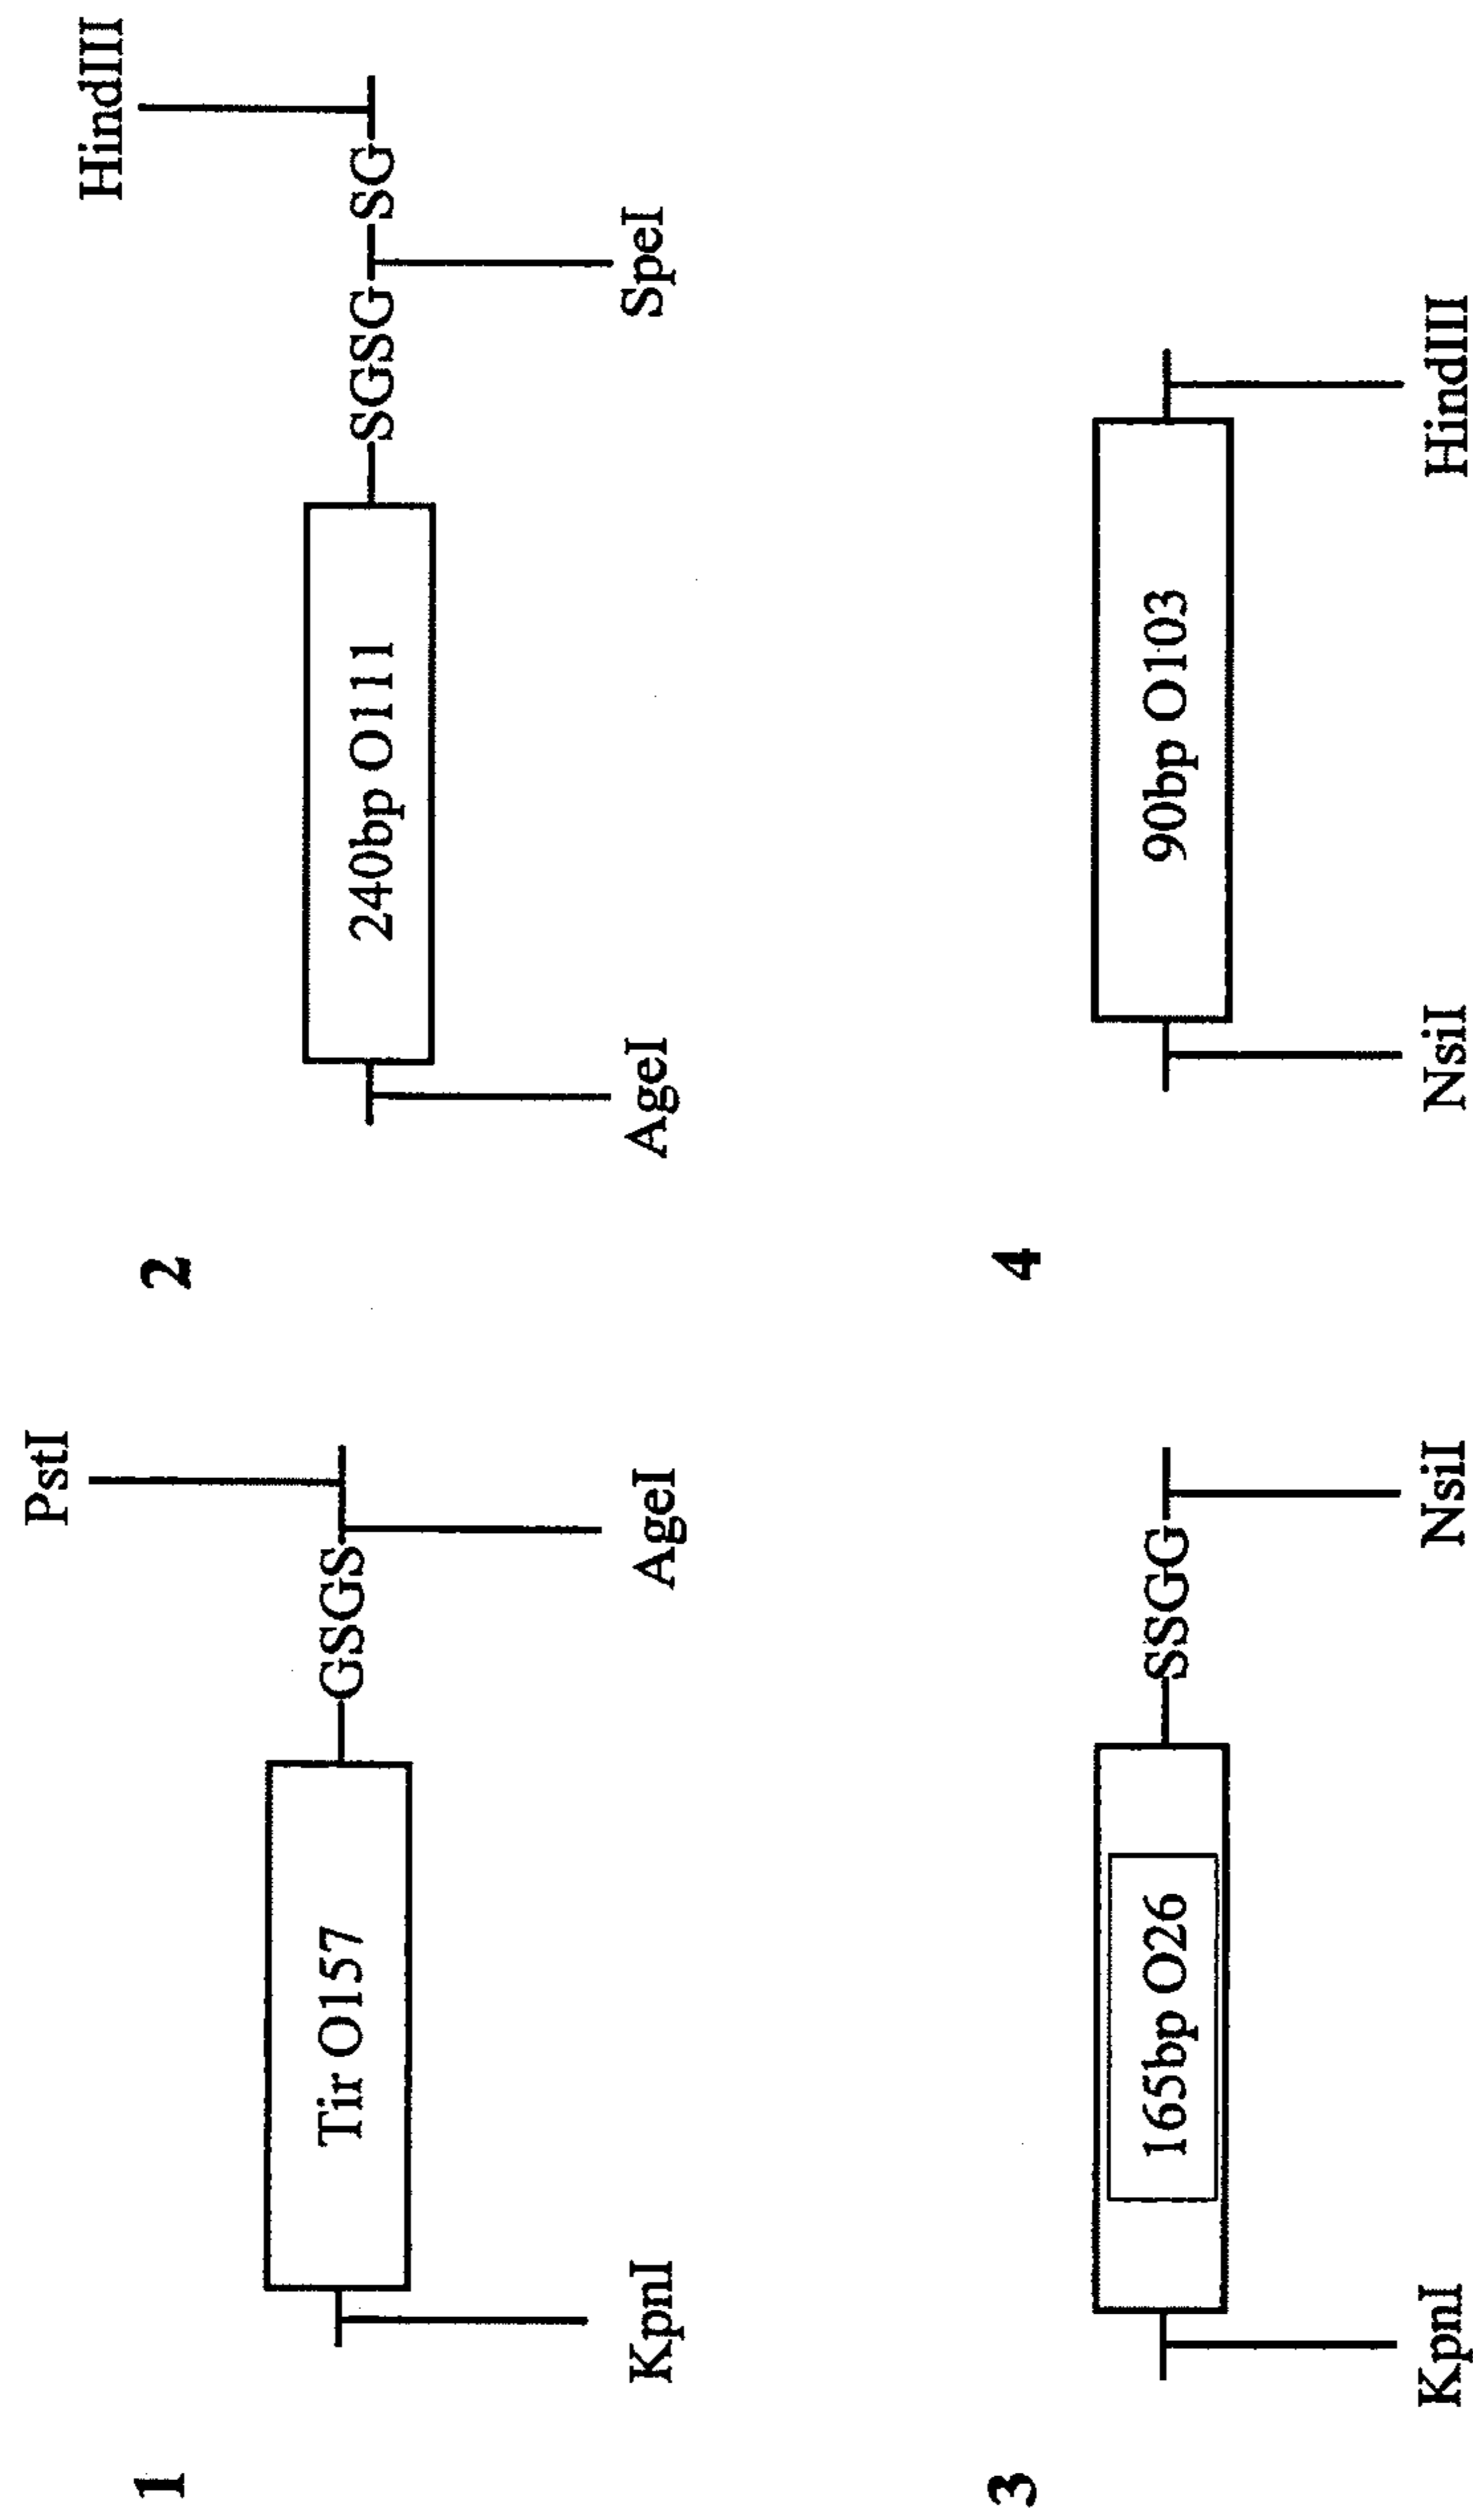 1
PstI
Tir O157
GSGS
KpnI
AgeI
2
HindIII
240bp O111
SGSG
SG
AgeI
SpeI
3
165bp O26
SSGG
KpnI
NsiI
4
90bp O103
NsiI
HindIII